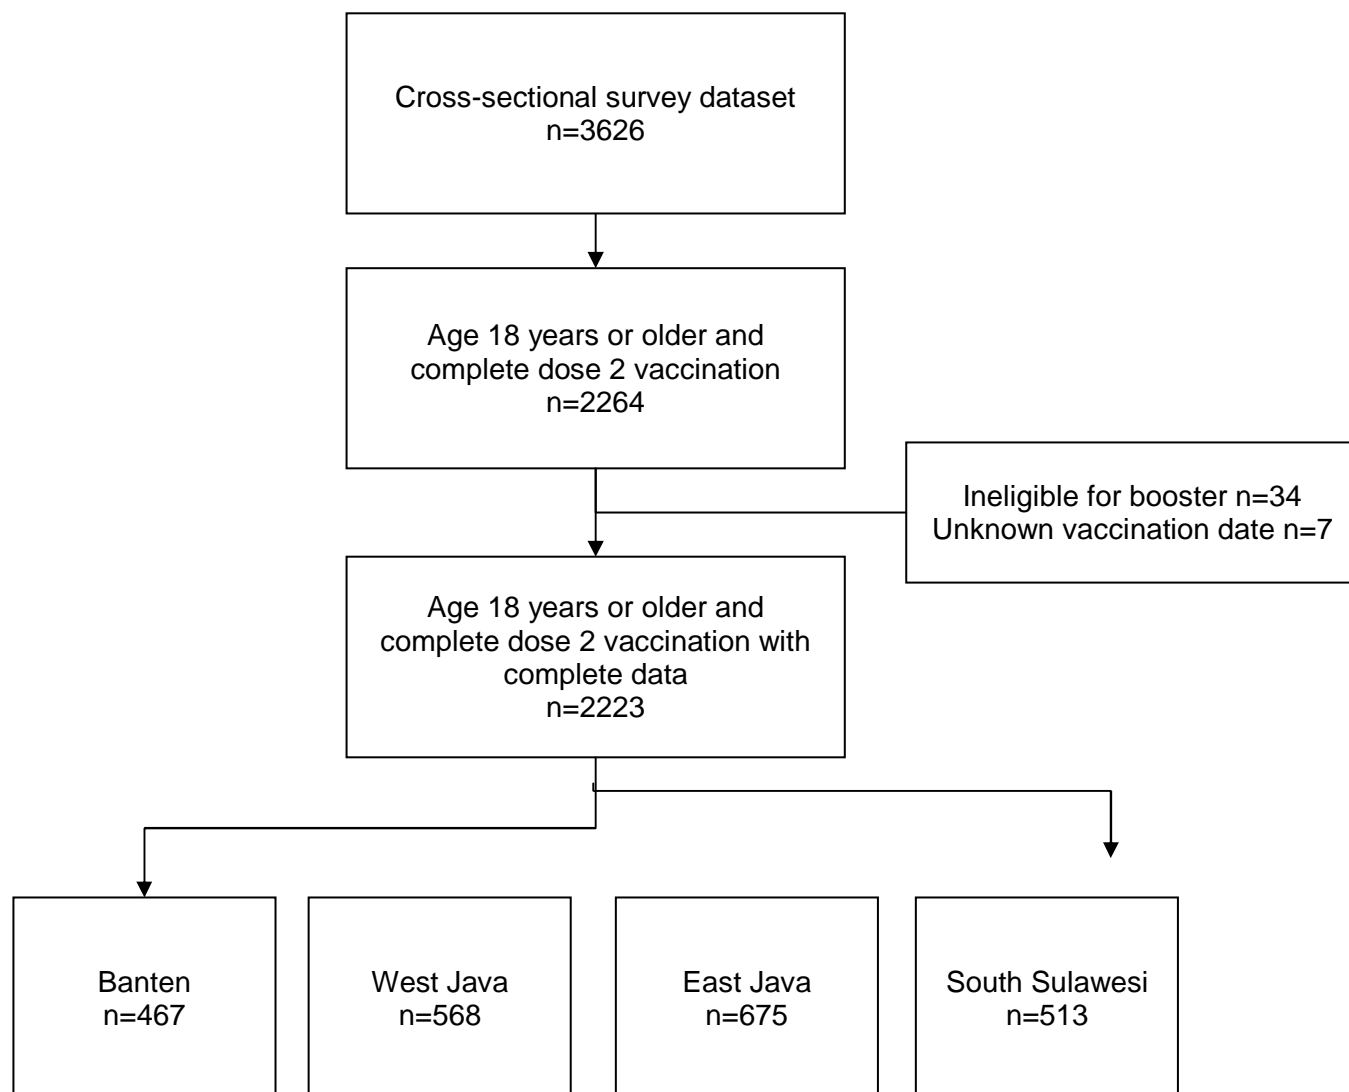 Cross-sectional survey dataset
n=3626
Age 18 years or older and
complete dose 2 vaccination
n=2264
Ineligible for booster n=34
Unknown vaccination date n=7
Age 18 years or older and
complete dose 2 vaccination with
complete data
n=2223
Banten
n=467
West Java
n=568
East Java
n=675
South Sulawesi
n=513